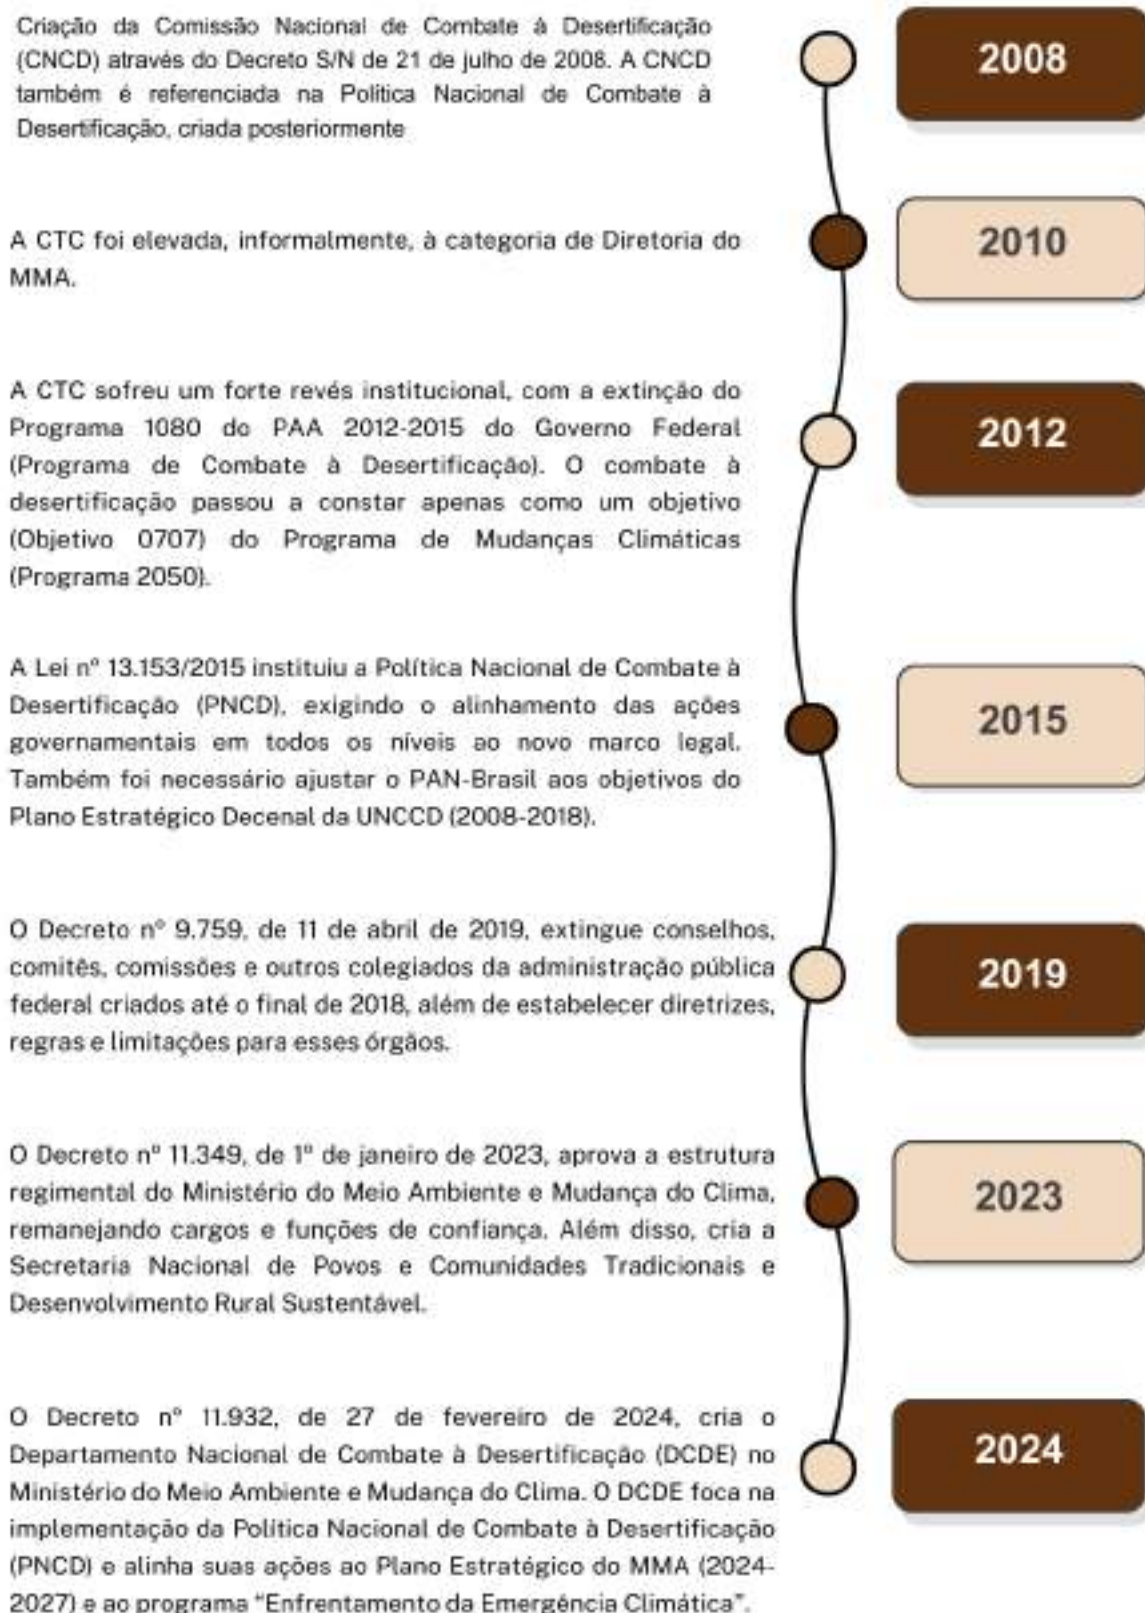 Criação da Comissão Nacional de Combate à Desertificação
(CNCD) através do Decreto S/N de 21 de julho de 2008. A CNCD
também é referenciada na Política Nacional de Combate à
Desertificação, criada posteriormente
2008
A CTC foi elevada, informalmente, à categoria de Diretoria do
MMA.
2010
A CTC sofreu um forte revés institucional, com a extinção do
Programa 1080 do PAA 2012-2015 do Governo Federal
(Programa de Combate à Desertificação). O combate à
desertificação passou a constar apenas como um objetivo
(Objetivo 0707) do Programa de Mudanças Climáticas
(Programa 2050).
2012
A Lei nº 13.153/2015 instituiu a Política Nacional de Combate à
Desertificação (PNCD), exigindo o alinhamento das ações
governamentais em todos os níveis ao novo marco legal.
Também foi necessário ajustar o PAN-Brasil aos objetivos do
Plano Estratégico Decenal da UNCCD (2008-2018).
2015
O Decreto nº 9.759, de 11 de abril de 2019, extingue conselhos,
comitês, comissões e outros colegiados da administração pública
federal criados até o final de 2018, além de estabelecer diretrizes,
regras e limitações para esses órgãos.
2019
O Decreto nº 11.349, de 1º de janeiro de 2023, aprova a estrutura
regimental do Ministério do Meio Ambiente e Mudança do Clima,
remanejando cargos e funções de confiança. Além disso, cria a
Secretaria Nacional de Povos e Comunidades Tradicionais e
Desenvolvimento Rural Sustentável.
2023
O Decreto nº 11.932, de 27 de fevereiro de 2024, cria o
Departamento Nacional de Combate à Desertificação (DCDE) no
Ministério do Meio Ambiente e Mudança do Clima. O DCDE foca na
implementação da Política Nacional de Combate à Desertificação
(PNCD) e alinha suas ações ao Plano Estratégico do MMA (2024-
2027) e ao programa “Enfrentamento da Emergência Climática”.
2024